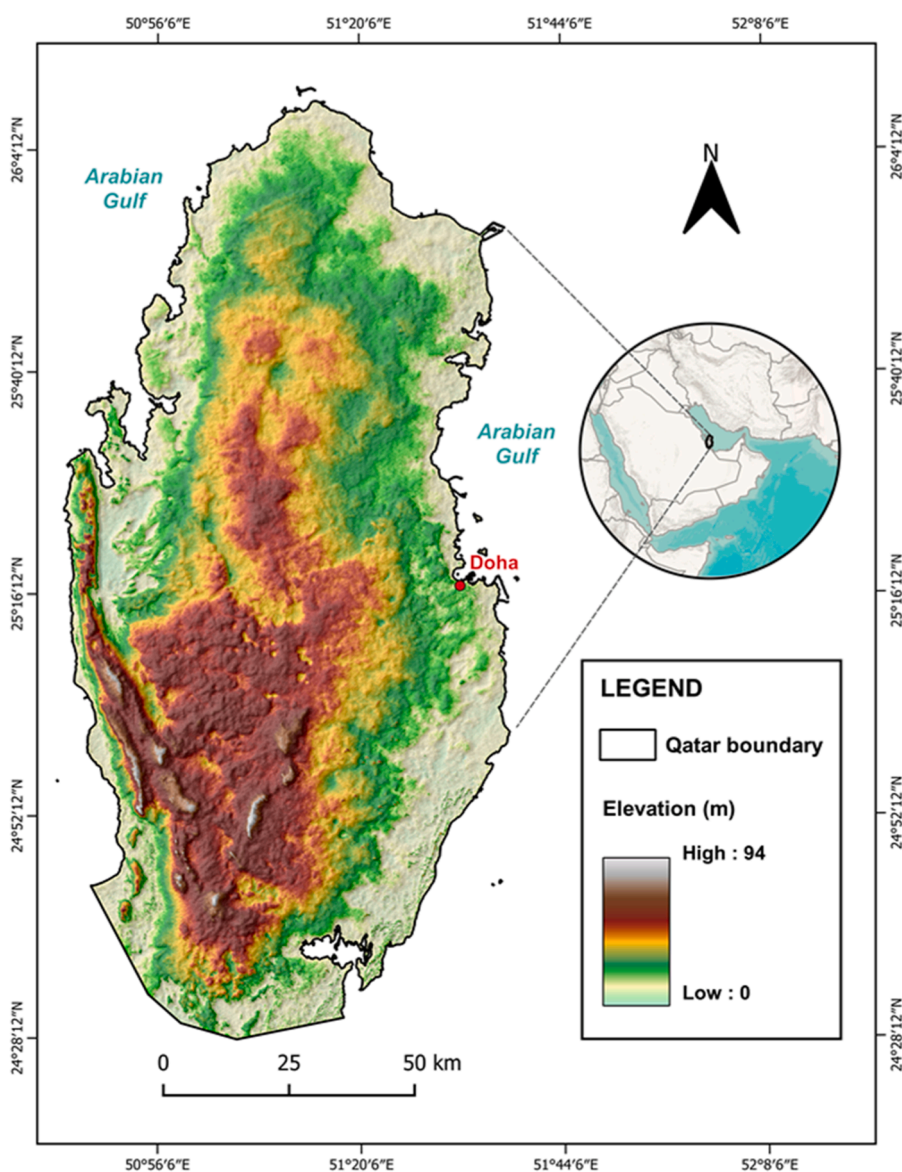 50°56′6″E 51°20′6″E 51°44′6″E 52°8′6″E
26°4′12″N
26°4′12″N
Arabian
Gulf
N
25°40′12″N
25°40′12″N
Arabian
Gulf
Doha
25°16′12″N
25°16′12″N
LEGEND
Qatar boundary
Elevation (m)
High : 94
Low : 0
24°52′12″N
24°52′12″N
24°28′12″N
24°28′12″N
0 25 50 km
50°56′6″E 51°20′6″E 51°44′6″E 52°8′6″E